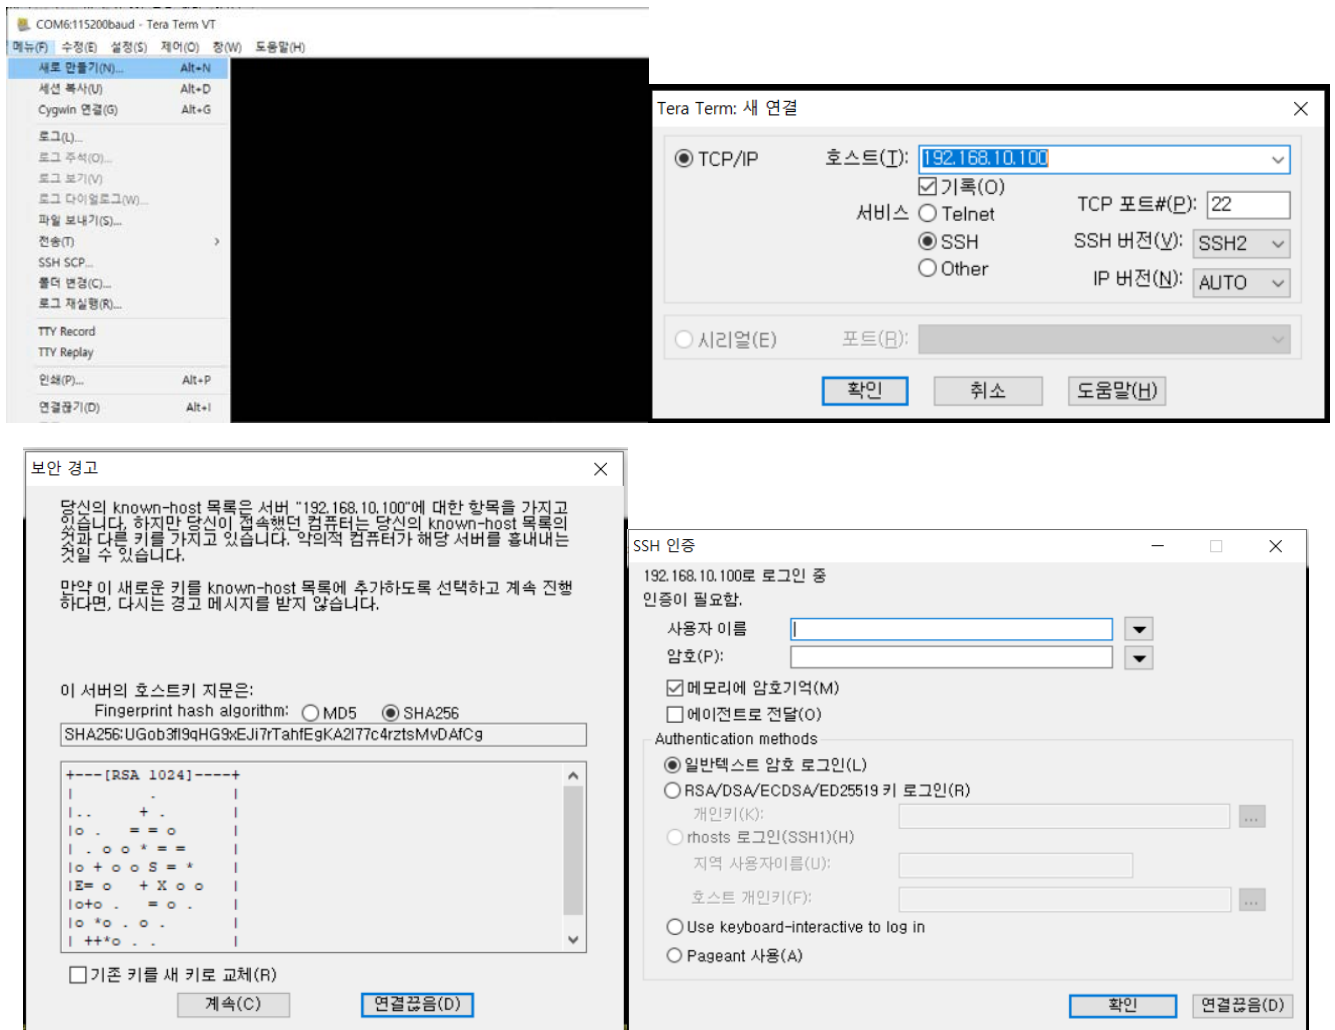 COM6:115200baud - Tera Term VT
메뉴(F) 수정(E) 설정(S) 제어(O) 창(W) 도움말(H)
새로 만들기(N)... Alt+N
세션 복사(U) Alt+D
Cygwin 연결(G) Alt+G
로그(L)...
로그 주석(O)...
로그 보기(V)
로그 다이얼로그(W)...
파일 보내기(S)...
전송(T)
SSH SCP...
폴더 변경(C)...
로그 재실행(R)...
TTY Record
TTY Replay
인쇄(P)... Alt+P
연결끊기(D) Alt+I
Tera Term: 새 연결
TCP/IP 호스트(T): 192.168.10.100
기록(O)
서비스 Telnet TCP 포트#(P): 22
SSH SSH 버전(V): SSH2
Other IP 버전(N): AUTO
시리얼(E) 포트(R):
확인 취소 도움말(H)
보안 경고
당신의 known-host 목록은 서버 "192.168.10.100"에 대한 항목을 가지고
있습니다, 하지만 당신이 접속했던 컴퓨터는 당신의 known-host 목록의
것과 다른 키를 가지고 있습니다. 악의적 컴퓨터가 해당 서버를 흉내내는
것일 수 있습니다.
만약 이 새로운 키를 known-host 목록에 추가하도록 선택하고 계속 진행
하다면, 다시는 경고 메시지를 받지 않습니다.
이 서버의 호스트키 지문은:
Fingerprint hash algorithm: MD5 SHA256
SHA256:UGob3fI9qHG9xEJi7rTahfEgKA2I77c4rztsMvDAfCg
+---[RSA 1024]----+
|        .        |
|..     + .       |
|o .   = = o      |
| . o o * = =     |
|o + o o S = *    |
|E= o   + X o o   |
|o+o .   = o .    |
|o *o . o .       |
| ++*o . .        |
기존 키를 새 키로 교체(R)
계속(C) 연결끊음(D)
SSH 인증
192.168.10.100로 로그인 중
인증이 필요함.
사용자 이름
암호(P):
메모리에 암호기억(M)
에이전트로 전달(O)
Authentication methods
일반텍스트 암호 로그인(L)
RSA/DSA/ECDSA/ED25519 키 로그인(R)
개인키(K): ...
rhosts 로그인(SSH1)(H)
지역 사용자이름(U):
호스트 개인키(F): ...
Use keyboard-interactive to log in
Pageant 사용(A)
확인 연결끊음(D)